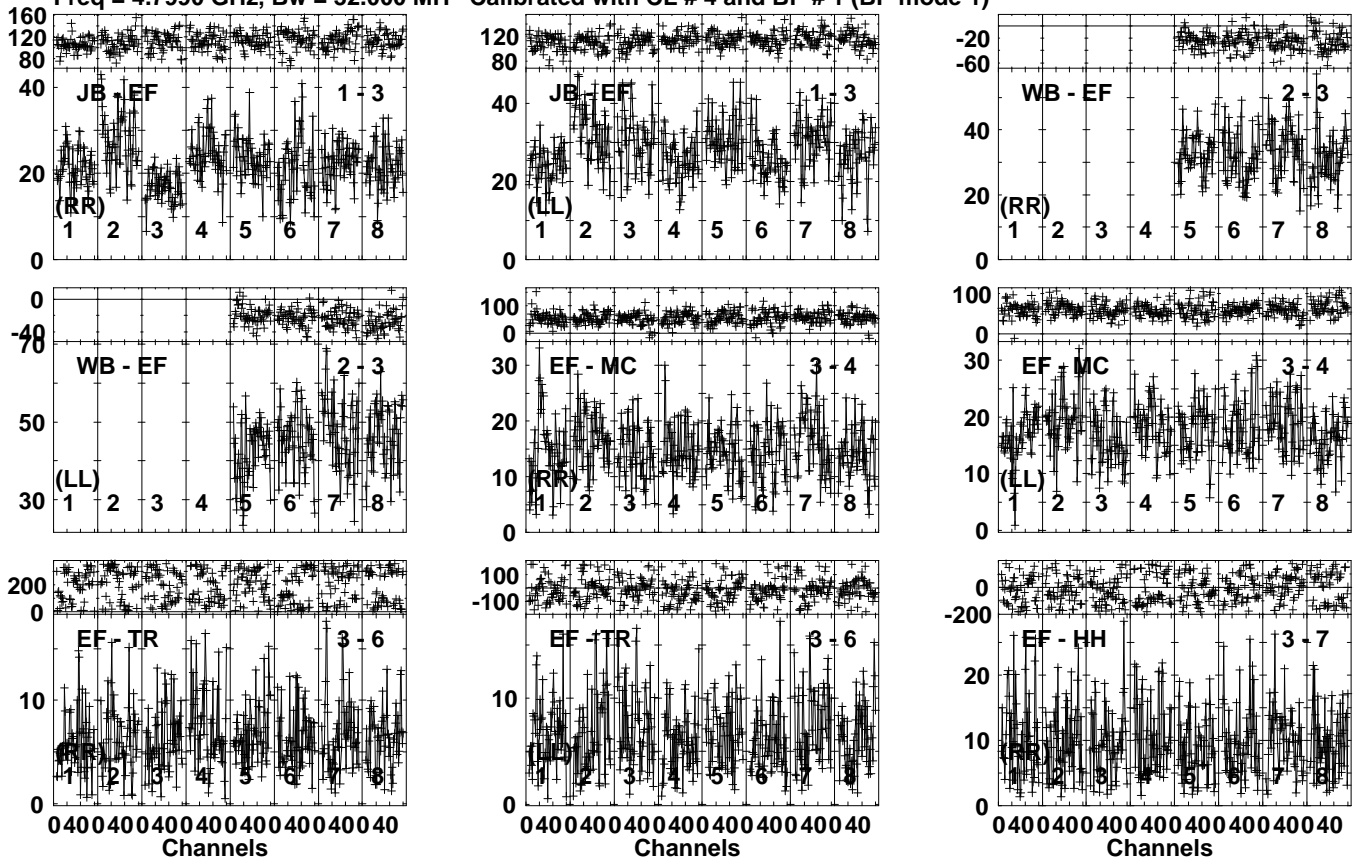 Freq = 4.7990 GHz, Bw = 32.000 MH Calibrated with CL # 4 and BP # 1 (BP mode 1)
160
120
80
40
20
0
JB - EF 1 - 3
(RR)
1 2 3 4 5 6 7 8
120
80
40
20
0
JB - EF 1 - 3
(LL)
1 2 3 4 5 6 7 8
-20
-60
40
20
0
WB - EF 2 - 3
(RR)
1 2 3 4 5 6 7 8
0
-40
70
50
30
WB - EF 2 - 3
(LL)
1 2 3 4 5 6 7 8
100
0
30
20
10
0
EF - MC 3 - 4
(RR)
1 2 3 4 5 6 7 8
100
0
30
20
10
0
EF - MC 3 - 4
(LL)
1 2 3 4 5 6 7 8
200
0
10
0
EF - TR 3 - 6
(RR)
1 2 3 4 5 6 7 8
0 40 0 40 0 40 0 40 0 40 0 40 0 40 0 40
Channels
100
-100
10
0
EF - TR 3 - 6
(LL)
1 2 3 4 5 6 7 8
0 40 0 40 0 40 0 40 0 40 0 40 0 40 0 40
Channels
0
-200
20
10
0
EF - HH 3 - 7
(RR)
1 2 3 4 5 6 7 8
0 40 0 40 0 40 0 40 0 40 0 40 0 40 0 40
Channels